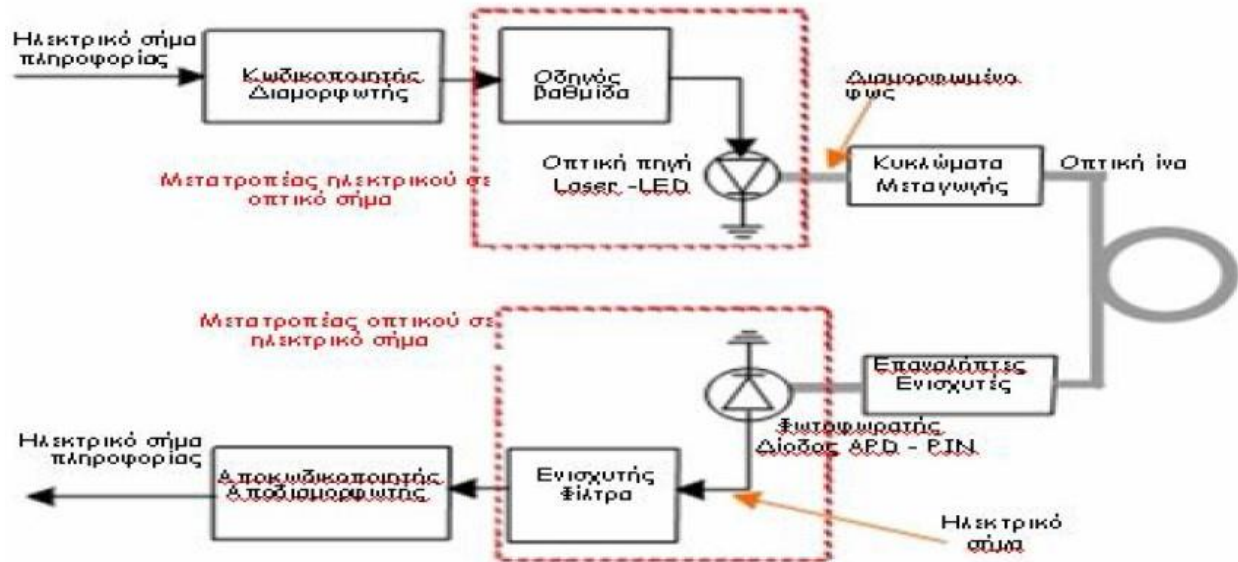 Ηλεκτρικό σήμα
πληροφορίας
Κωδικοποιητής
Διαμορφωτής
Οδηγός
βαθμίδα
Διαμορφωμένο
φως
Μετατροπέας ηλεκτρικού σε
οπτικό σήμα
Οπτική πηγή
Laser -LED
Κυκλώματα
Μεταγωγής
Οπτική ίνα
Μετατροπέας οπτικού σε
ηλεκτρικό σήμα
Επαναλήπτες
Ενισχυτές
Φωτοφωρατής
Δίοδος APD - PIN
Ηλεκτρικό σήμα
πληροφορίας
Αποκωδικοποιητής
Αποδιαμορφωτής
Ενισχυτής
Φίλτρα
Ηλεκτρικό
σήμα